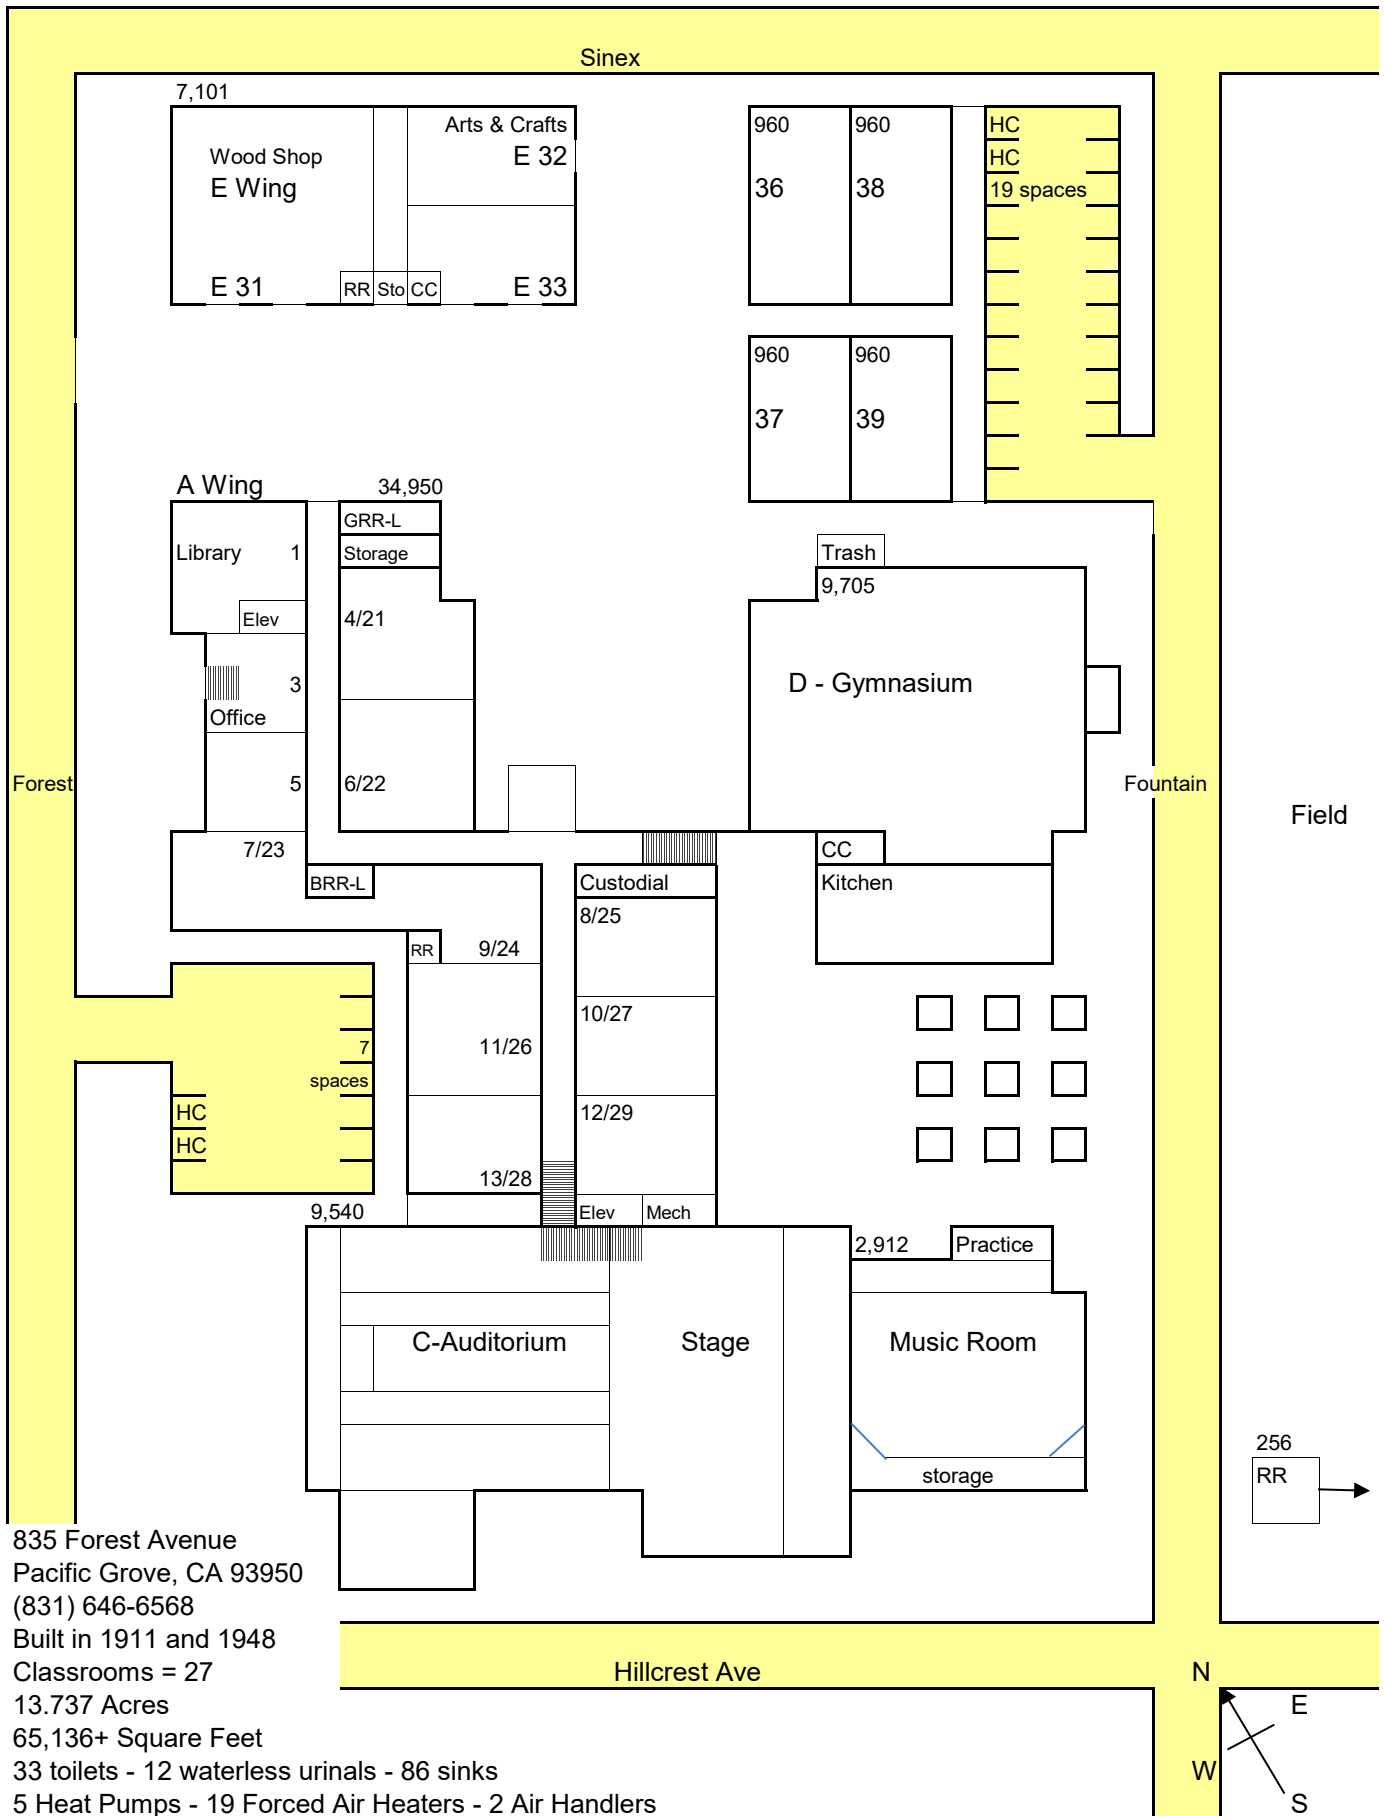 Sinex
7,101
Arts & Crafts
Wood Shop
E 32
E Wing
E 31
RR
Sto
CC
E 33
960
960
36
38
HC
HC
19 spaces
960
960
37
39
A Wing
34,950
GRR-L
Library
1
Storage
Elev
4/21
3
Office
5
6/22
7/23
BRR-L
Forest
Trash
9,705
D - Gymnasium
Fountain
Field
CC
Kitchen
Custodial
8/25
RR
9/24
10/27
11/26
7
spaces
HC
HC
12/29
13/28
9,540
Elev
Mech
2,912
Practice
C-Auditorium
Stage
Music Room
storage
256
RR
835 Forest Avenue
Pacific Grove, CA 93950
(831) 646-6568
Built in 1911 and 1948
Classrooms = 27
13.737 Acres
65,136+ Square Feet
33 toilets - 12 waterless urinals - 86 sinks
5 Heat Pumps - 19 Forced Air Heaters - 2 Air Handlers
Hillcrest Ave
N
E
W
S